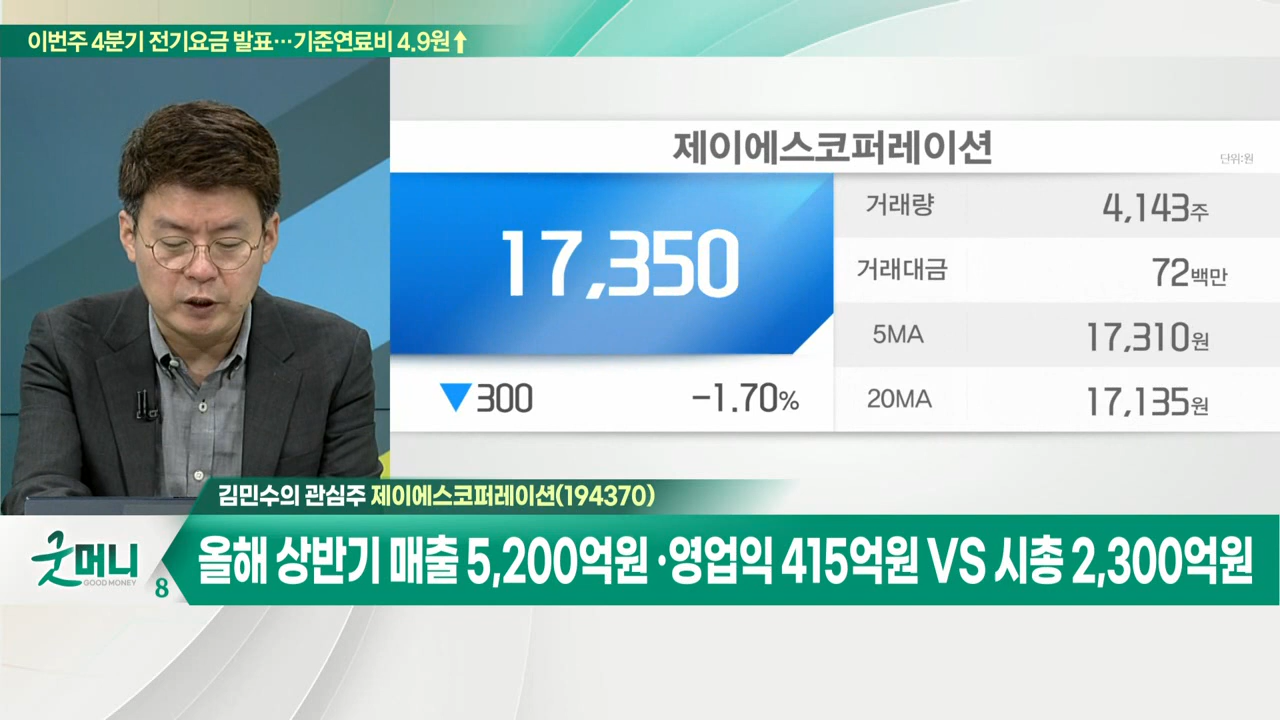 이번주 4분기 전기요금 발표…기준연료비 4.9원⬆
제이에스코퍼레이션
단위:원
17,350
▼300 -1.70%
거래량 4,143주
거래대금 72백만
5MA 17,310원
20MA 17,135원
김민수의 관심주 제이에스코퍼레이션(194370)
굿머니
GOOD MONEY
8
올해 상반기 매출 5,200억원·영업익 415억원 VS 시총 2,300억원